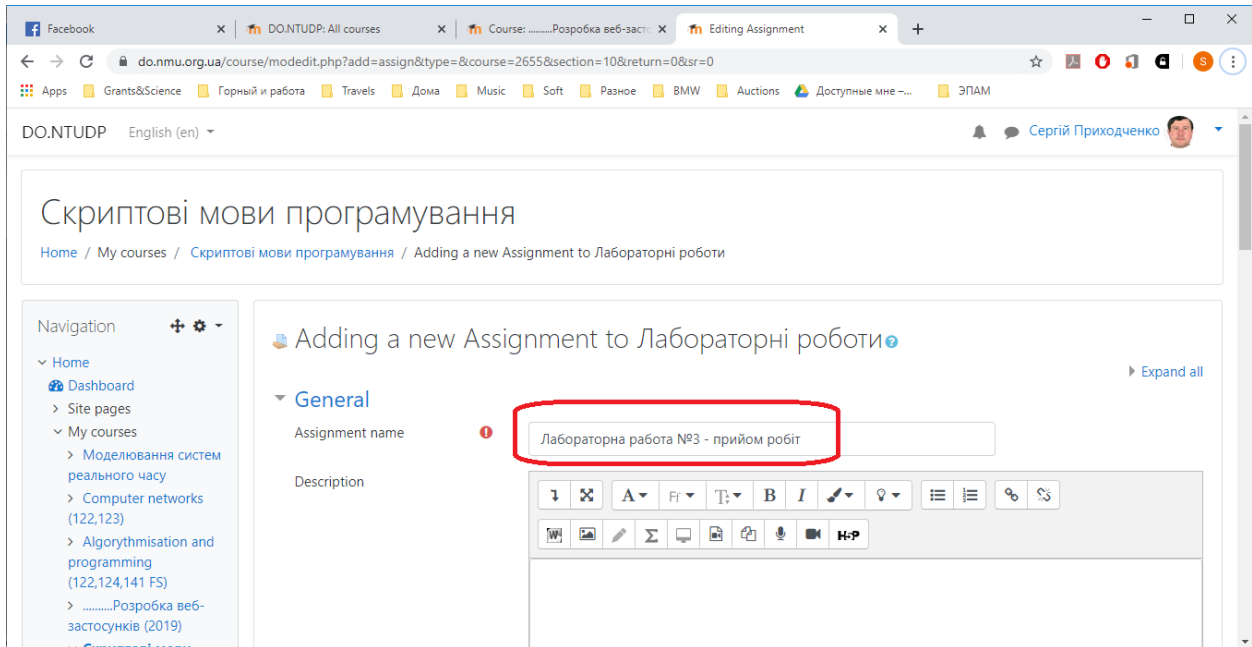 Facebook
DO.NTUDP: All courses
Course: ..........Розробка веб-засто
Editing Assignment
do.nmu.org.ua/course/modedit.php?add=assign&type=&course=2655&section=10&return=0&sr=0
S
Apps Grants&Science Горный и работа Travels Дома Music Soft Разное BMW Auctions Доступные мне –... ЭПАМ
DO.NTUDP English (en) Сергій Приходченко
Скриптові мови програмування
Home / My courses / Скриптові мови програмування / Adding a new Assignment to Лабораторні роботи
Navigation
Home
Dashboard
Site pages
My courses
Моделювання систем
реального часу
Computer networks
(122,123)
Algorythmisation and
programming
(122,124,141 FS)
..........Розробка веб-
застосунків (2019)
Adding a new Assignment to Лабораторні роботи
Expand all
General
Assignment name Лабораторна работа №3 - прийом робіт
Description
A Ff T B I
W H5P